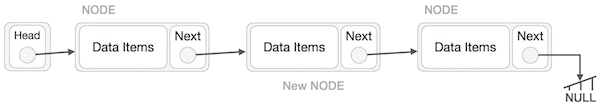 NODE
NODE
Head
Data Items
Next
Data Items
Next
Data Items
Next
New NODE
NULL